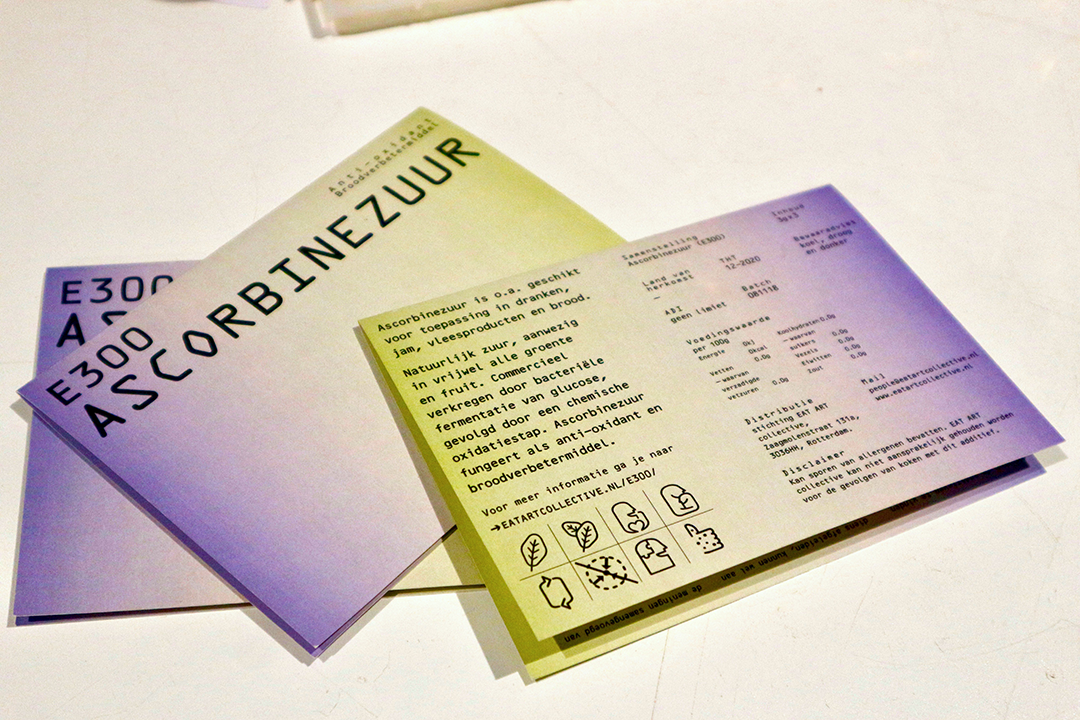 E300
A
E300
ASCORBINEZUUR
Anti-oxidant
Broodverbetermiddel
Ascorbinezuur is o.a. geschikt
voor toepassing in dranken,
jam, vleesproducten en brood.
Natuurlijk zuur, aanwezig
in vrijwel alle groente
en fruit. Commercieel
verkregen door bacteriële
fermentatie van glucose,
gevolgd door een chemische
oxidatiestap. Ascorbinezuur
fungeert als anti-oxidant en
broodverbetermiddel.
Voor meer informatie ga je naar
→EATARTCOLLECTIVE.NL/E300/
Samenstelling
Ascorbinezuur (E300)
Land van
herkomst
—
THT
12-2020
ADI
geen limiet
Batch
081118
Inhoud
3gx3
Bewaaradvies
koel, droog
en donker
Voedingswaarde
per 100g
Energie 0kj
0kcal
Vetten 0.0g
—waarvan
verzadigde
vetzuren 0.0g
Koolhydraten 0.0g
—waarvan
suikers 0.0g
Vezels 0.0g
Eiwitten 0.0g
Zout 0.0g
Distributie
stichting EAT ART
collective,
Zaagmolenstraat 131a,
3036HH, Rotterdam.
Mail
people@eatartcollective.nl
www.eatartcollective.nl
Disclaimer
Kan sporen van allergenen bevatten. EAT ART
collective kan niet aansprakelijk gehouden worden
voor de gevolgen van koken met dit additief.
de meningen samengevoegd van
afgeleiden, kunnen wel aan